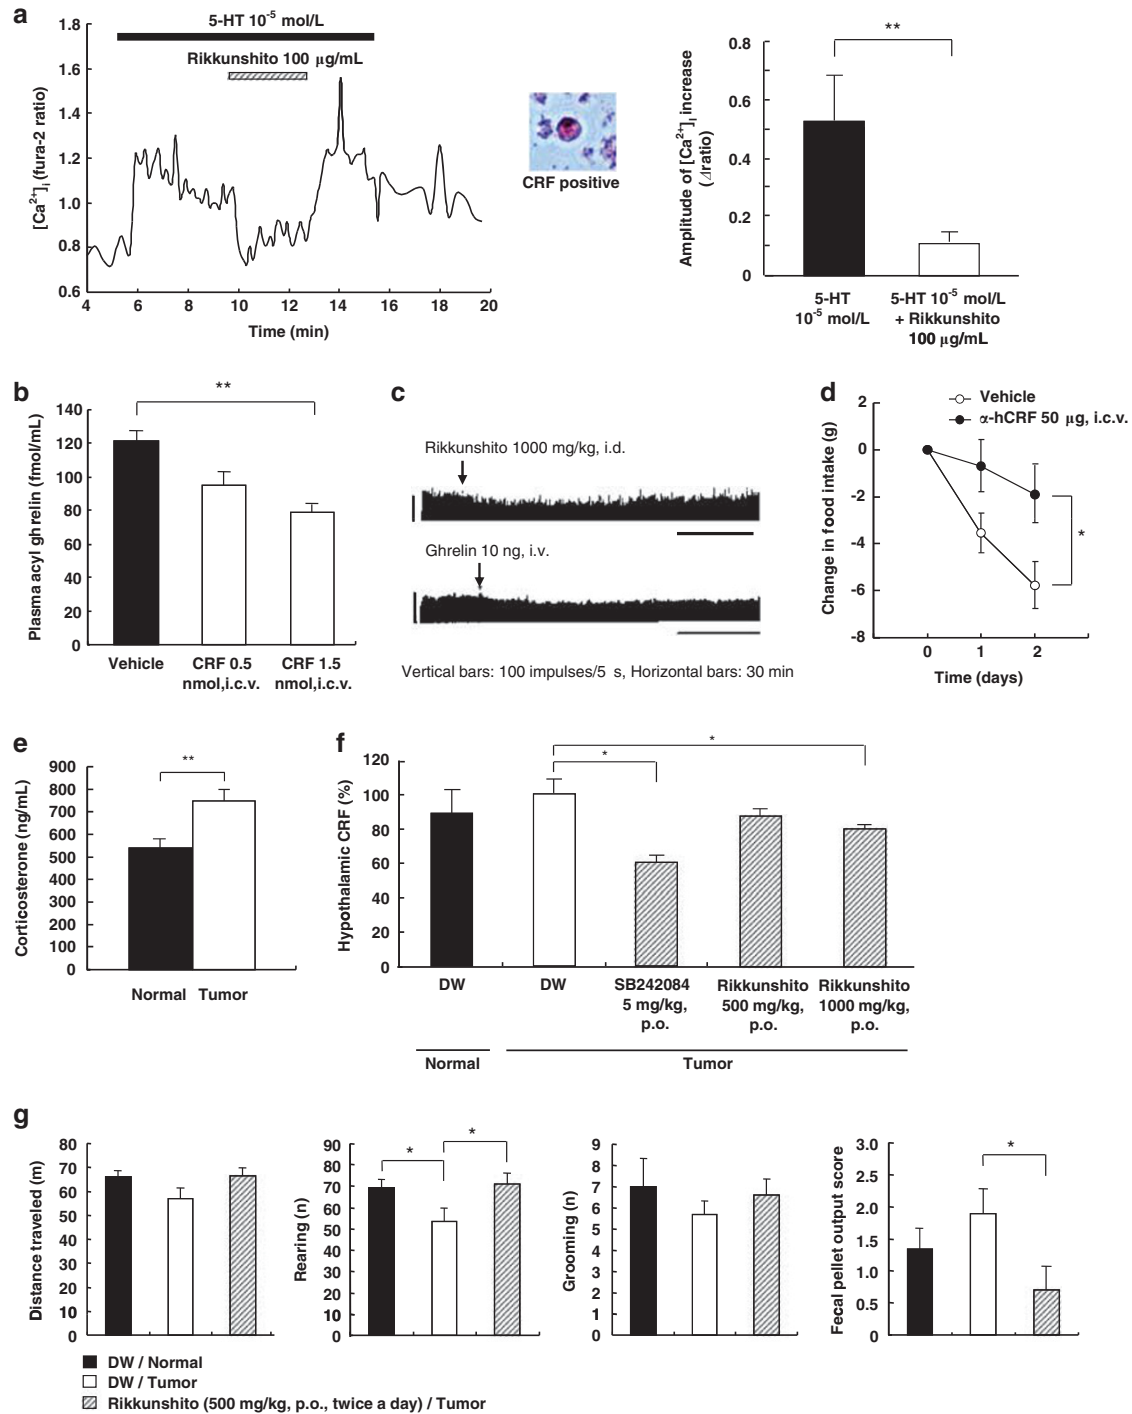 a
5-HT 10-5 mol/L
Rikkunshito 100 μg/mL
1.8
1.6
1.4
1.2
1.0
0.8
0.6
[Ca2+]i (fura-2 ratio)
4 6 8 10 12 14 16 18 20
Time (min)
CRF positive
**
0.8
0.6
0.4
0.2
0
Amplitude of [Ca2+]i increase
(Δratio)
5-HT
10-5 mol/L
5-HT 10-5 mol/L
+ Rikkunshito
100 μg/mL
b
**
140
120
100
80
60
40
20
0
Plasma acyl ghrelin (fmol/mL)
Vehicle
CRF 0.5
nmol,i.c.v.
CRF 1.5
nmol,i.c.v.
c
Rikkunshito 1000 mg/kg, i.d.
Ghrelin 10 ng, i.v.
Vertical bars: 100 impulses/5 s, Horizontal bars: 30 min
d
Vehicle
α-hCRF 50 μg, i.c.v.
2
0
-2
-4
-6
-8
Change in food intake (g)
*
0 1 2
Time (days)
e
**
900
800
700
600
500
400
300
200
100
0
Corticosterone (ng/mL)
Normal Tumor
f
*
*
120
100
80
60
40
20
0
Hypothalamic CRF (%)
DW
DW
SB242084
5 mg/kg,
p.o.
Rikkunshito
500 mg/kg,
p.o.
Rikkunshito
1000 mg/kg,
p.o.
Normal
Tumor
g
80
70
60
50
40
30
20
10
0
Distance traveled (m)
90
80
70
60
50
40
30
20
10
0
Rearing (n)
*
*
9
8
7
6
5
4
3
2
1
0
Grooming (n)
3.0
2.5
2.0
1.5
1.0
0.5
0
Fecal pellet output score
*
DW / Normal
DW / Tumor
Rikkunshito (500 mg/kg, p.o., twice a day) / Tumor